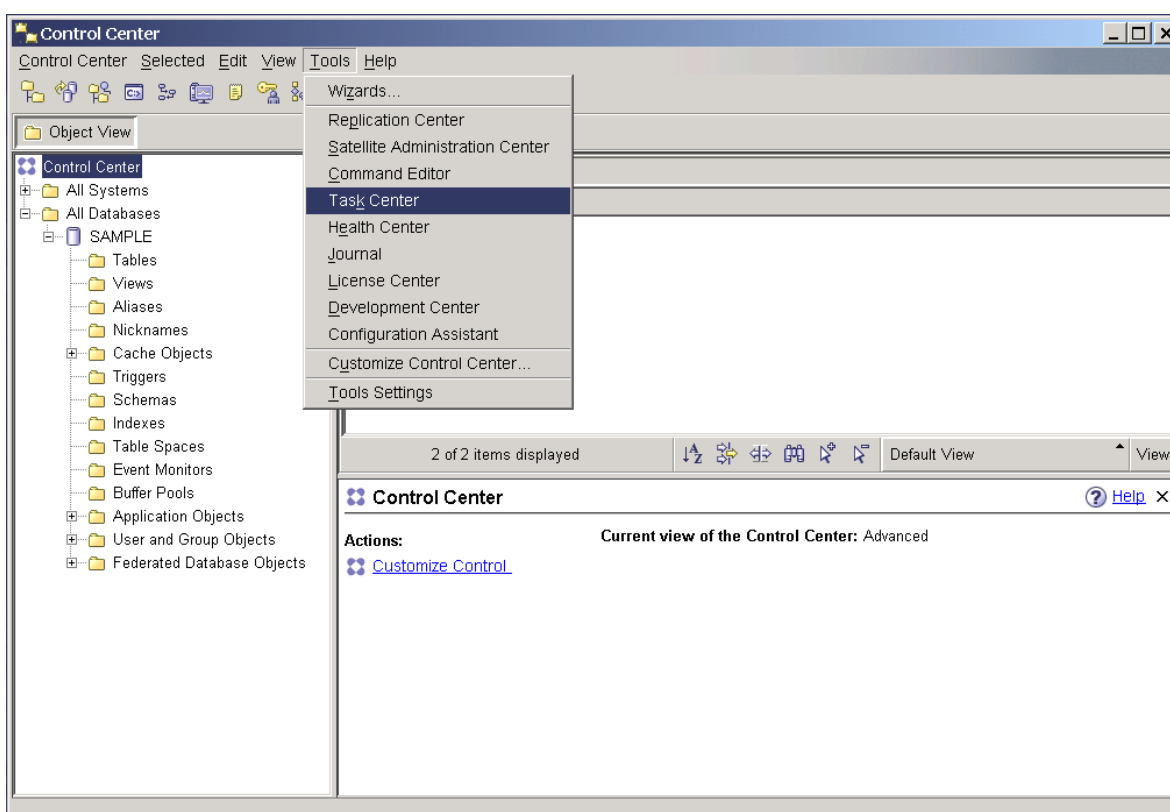 Control Center
Control Center Selected Edit View Tools Help
Object View
Control Center
All Systems
All Databases
SAMPLE
Tables
Views
Aliases
Nicknames
Cache Objects
Triggers
Schemas
Indexes
Table Spaces
Event Monitors
Buffer Pools
Application Objects
User and Group Objects
Federated Database Objects
Wizards...
Replication Center
Satellite Administration Center
Command Editor
Task Center
Health Center
Journal
License Center
Development Center
Configuration Assistant
Customize Control Center...
Tools Settings
2 of 2 items displayed Default View View
Control Center Help
Actions: Current view of the Control Center: Advanced
Customize Control